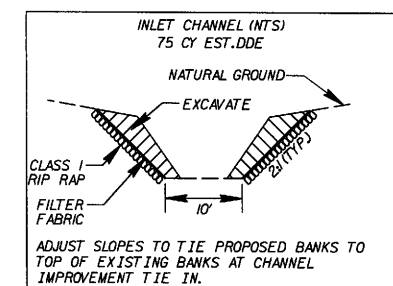 INLET CHANNEL (NTS)
75 CY EST.DDE
NATURAL GROUND
EXCAVATE
CLASS I
RIP RAP
2:1 (TYP.)
FILTER
FABRIC
10'
ADJUST SLOPES TO TIE PROPOSED BANKS TO
TOP OF EXISTING BANKS AT CHANNEL
IMPROVEMENT TIE IN.